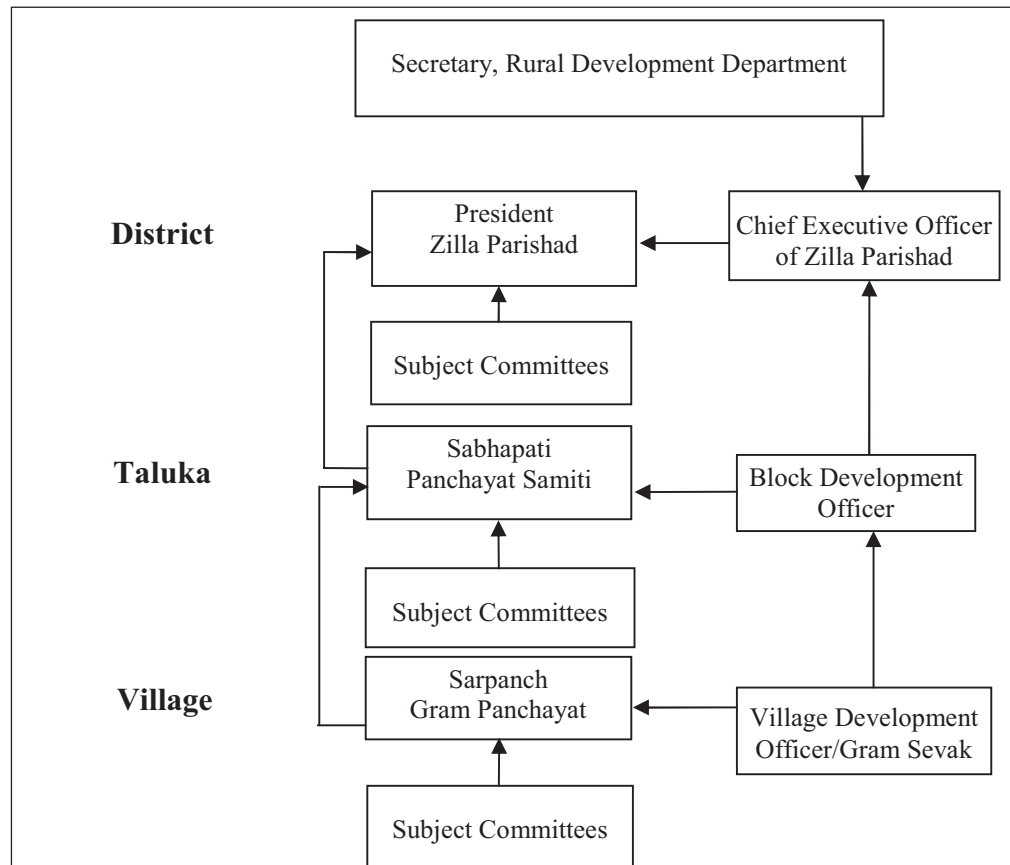 Secretary, Rural Development Department
District
President
Zilla Parishad
Chief Executive Officer
of Zilla Parishad
Subject Committees
Taluka
Sabhapati
Panchayat Samiti
Block Development
Officer
Subject Committees
Village
Sarpanch
Gram Panchayat
Village Development
Officer/Gram Sevak
Subject Committees